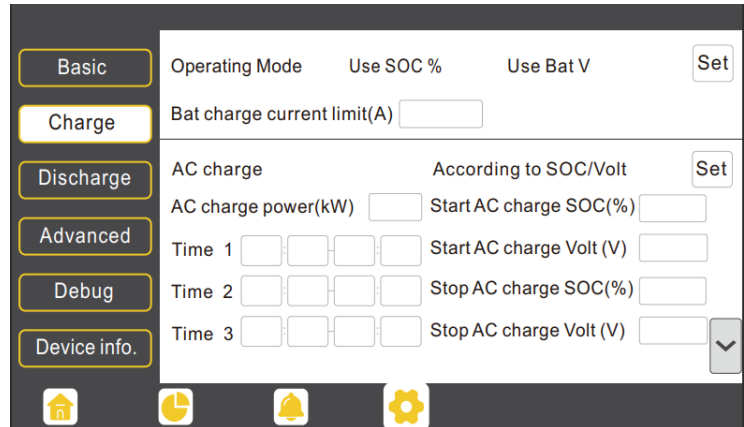 Basic
Charge
Discharge
Advanced
Debug
Device info.
Operating Mode Use SOC % Use Bat V Set
Bat charge current limit(A)
AC charge According to SOC/Volt Set
AC charge power(kW) Start AC charge SOC(%)
Time 1 : - : Start AC charge Volt (V)
Time 2 : - : Stop AC charge SOC(%)
Time 3 : - : Stop AC charge Volt (V)